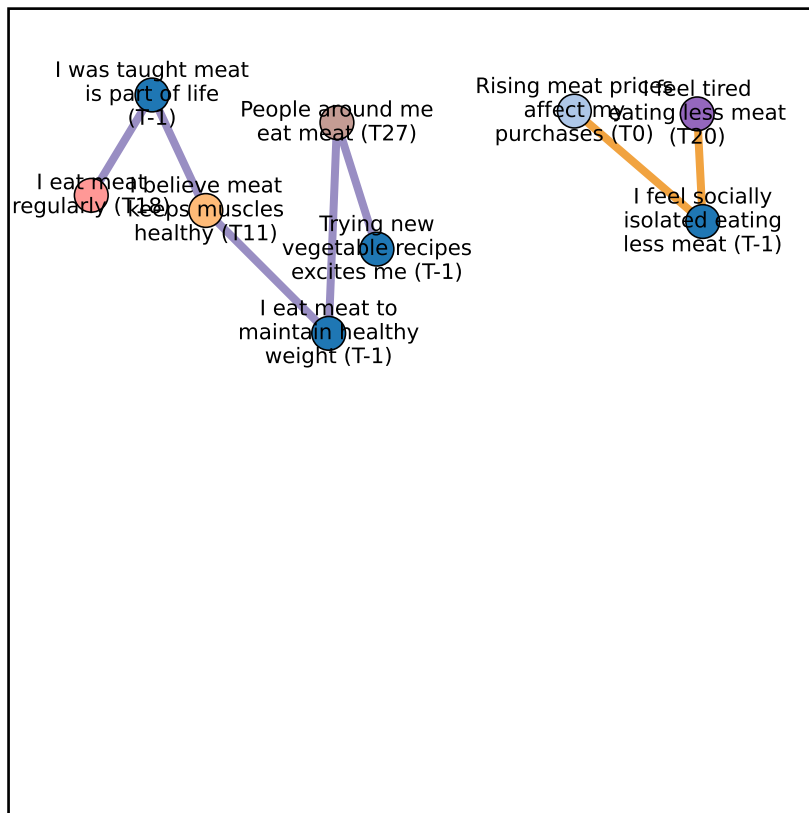 I was taught meat
is part of life
(T-1)
People around me
eat meat (T27)
Rising meat prices
affect my
purchases (T0)
I feel tired
eating less meat
(T20)
I eat meat
regularly (T18)
I believe meat
keeps muscles
healthy (T11)
Trying new
vegetable recipes
excites me (T-1)
I feel socially
isolated eating
less meat (T-1)
I eat meat to
maintain healthy
weight (T-1)